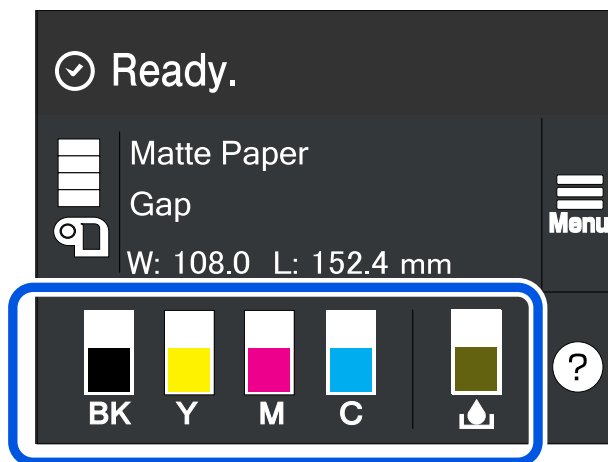 Ready.
Matte Paper
Gap
W: 108.0 L: 152.4 mm
Menu
BK Y M C
?